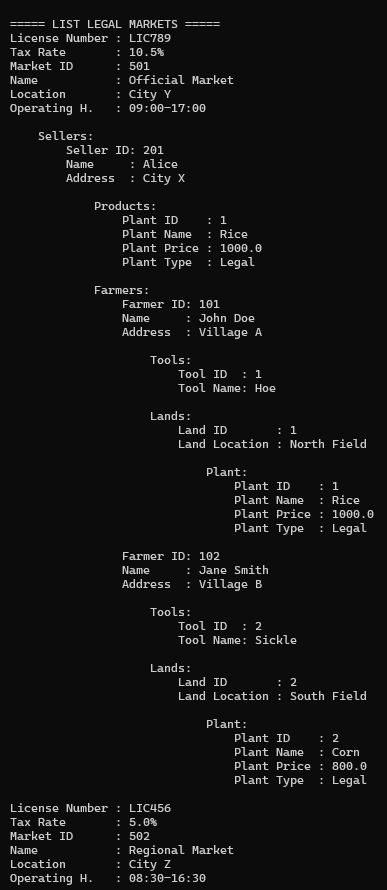 ===== LIST LEGAL MARKETS =====
License Number : LIC789
Tax Rate       : 10.5%
Market ID      : 501
Name           : Official Market
Location       : City Y
Operating H.   : 09:00-17:00
Sellers:
Seller ID: 201
Name     : Alice
Address  : City X
Products:
Plant ID    : 1
Plant Name  : Rice
Plant Price : 1000.0
Plant Type  : Legal
Farmers:
Farmer ID: 101
Name     : John Doe
Address  : Village A
Tools:
Tool ID  : 1
Tool Name: Hoe
Lands:
Land ID       : 1
Land Location : North Field
Plant:
Plant ID    : 1
Plant Name  : Rice
Plant Price : 1000.0
Plant Type  : Legal
Farmer ID: 102
Name     : Jane Smith
Address  : Village B
Tools:
Tool ID  : 2
Tool Name: Sickle
Lands:
Land ID       : 2
Land Location : South Field
Plant:
Plant ID    : 2
Plant Name  : Corn
Plant Price : 800.0
Plant Type  : Legal
License Number : LIC456
Tax Rate       : 5.0%
Market ID      : 502
Name           : Regional Market
Location       : City Z
Operating H.   : 08:30-16:30